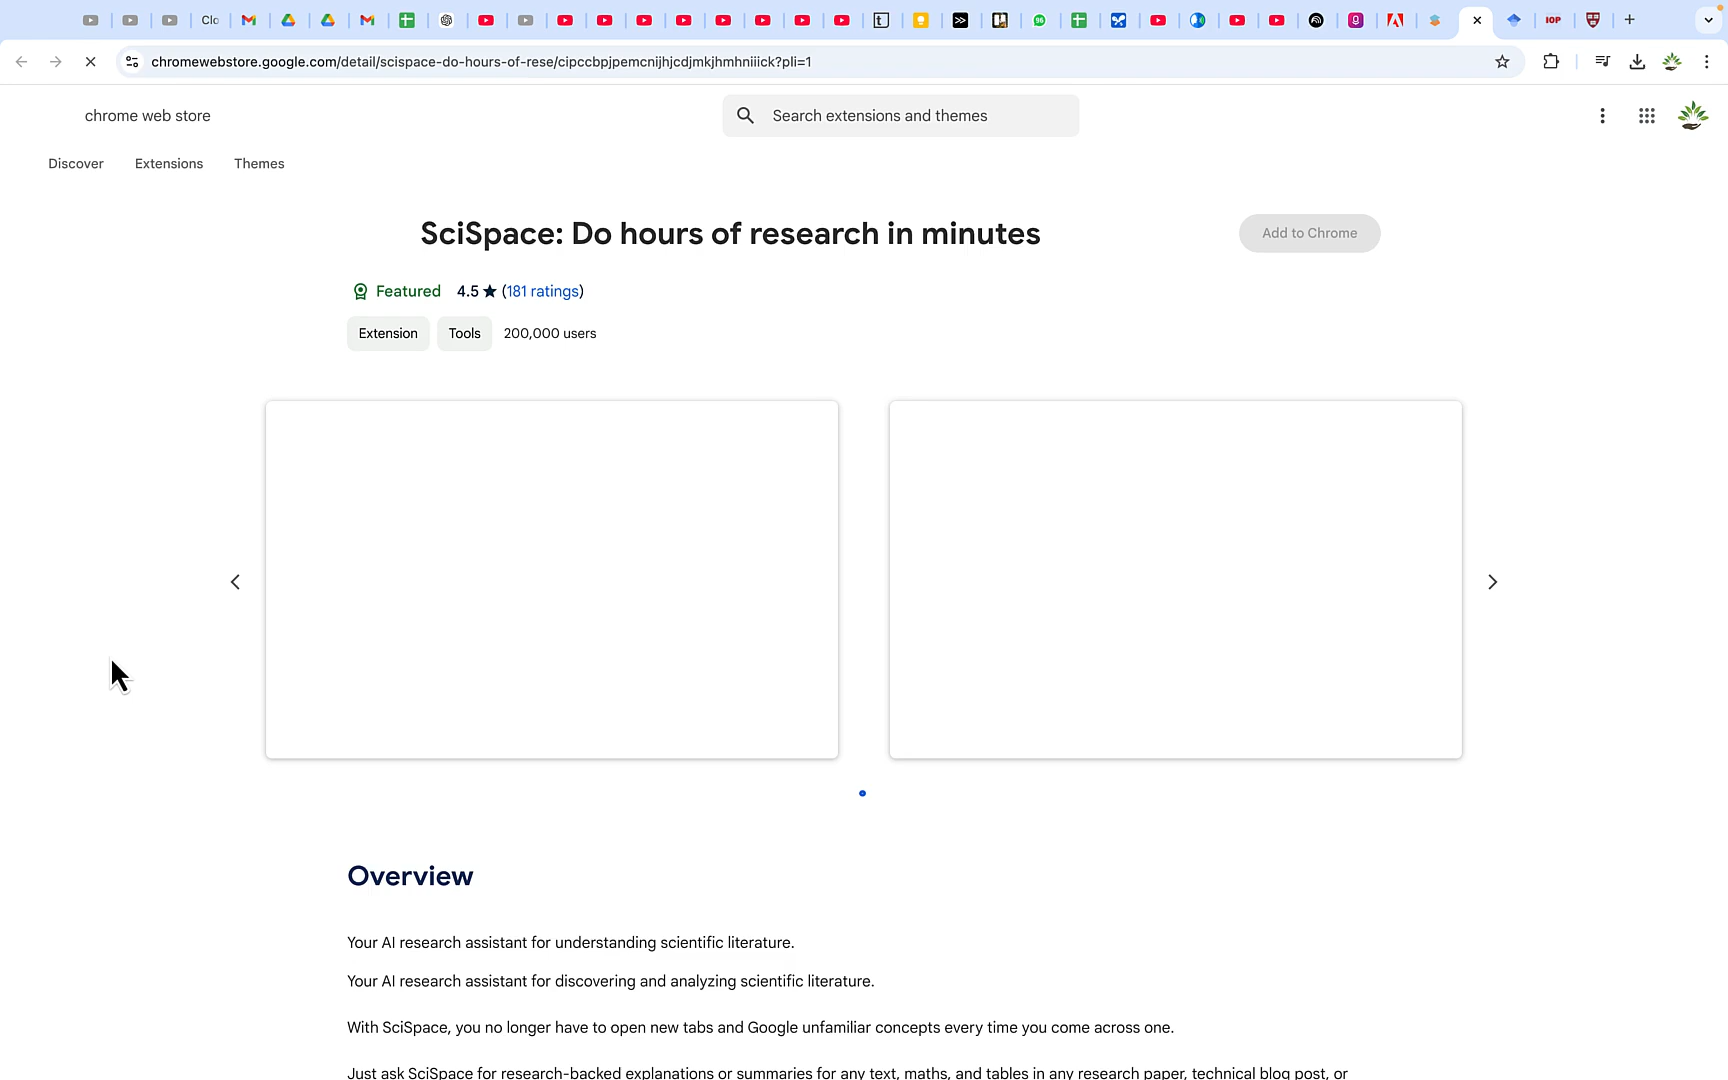 Clo
IOP
chromewebstore.google.com/detail/scispace-do-hours-of-rese/cipccbpjpemcnijhjcdjmkjhmhniiick?pli=1
chrome web store
Search extensions and themes
Discover Extensions Themes
SciSpace: Do hours of research in minutes
Add to Chrome
Featured 4.5 ★ (181 ratings)
Extension Tools 200,000 users
Overview
Your AI research assistant for understanding scientific literature.
Your AI research assistant for discovering and analyzing scientific literature.
With SciSpace, you no longer have to open new tabs and Google unfamiliar concepts every time you come across one.
Just ask SciSpace for research-backed explanations or summaries for any text, maths, and tables in any research paper, technical blog post, or